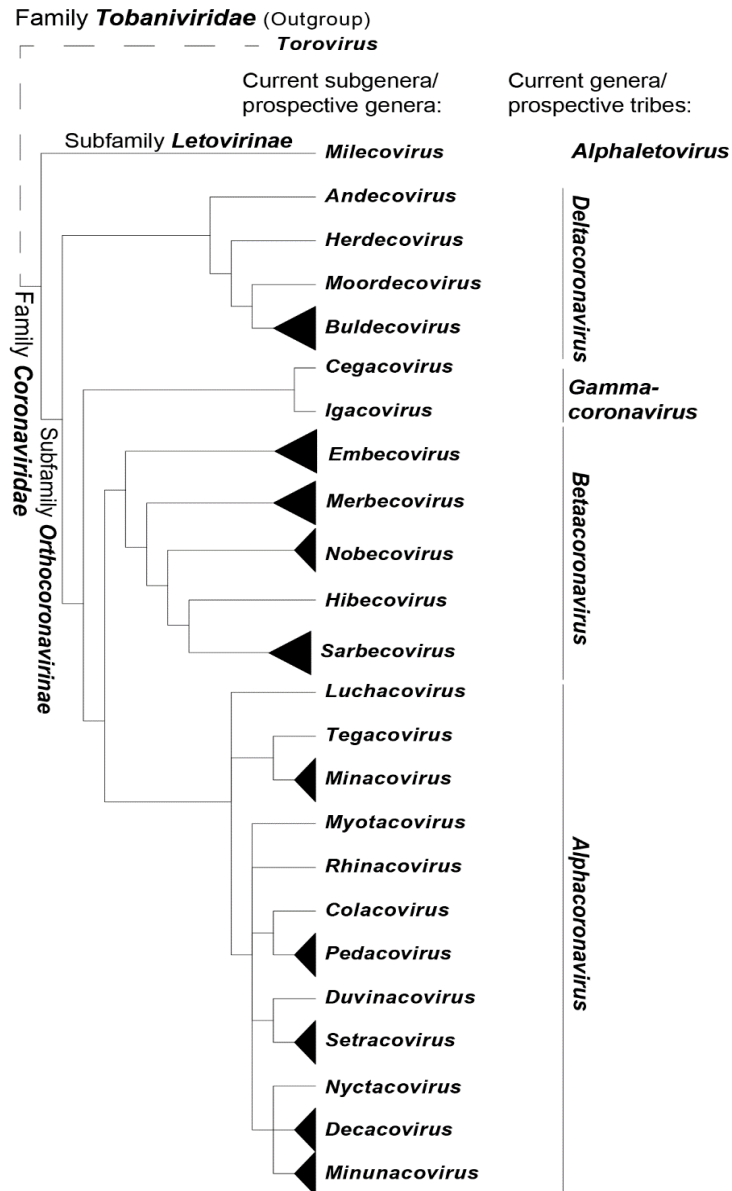 Family Tobaniviridae (Outgroup)
Torovirus
Current subgenera/
prospective genera:
Current genera/
prospective tribes:
Subfamily Letovirinae
Milecovirus
Alphaletovirus
Andecovirus
Herdecovirus
Moordecovirus
Buldecovirus
Deltacoronavirus
Cegacovirus
Igacovirus
Gamma-
coronavirus
Family Coronaviridae
Subfamily Orthocoronavirinae
Embecovirus
Merbecovirus
Nobecovirus
Hibecovirus
Sarbecovirus
Betaacoronavirus
Luchacovirus
Tegacovirus
Minacovirus
Myotacovirus
Rhinacovirus
Colacovirus
Pedacovirus
Duvinacovirus
Setracovirus
Nyctacovirus
Decacovirus
Minunacovirus
Alphacoronavirus